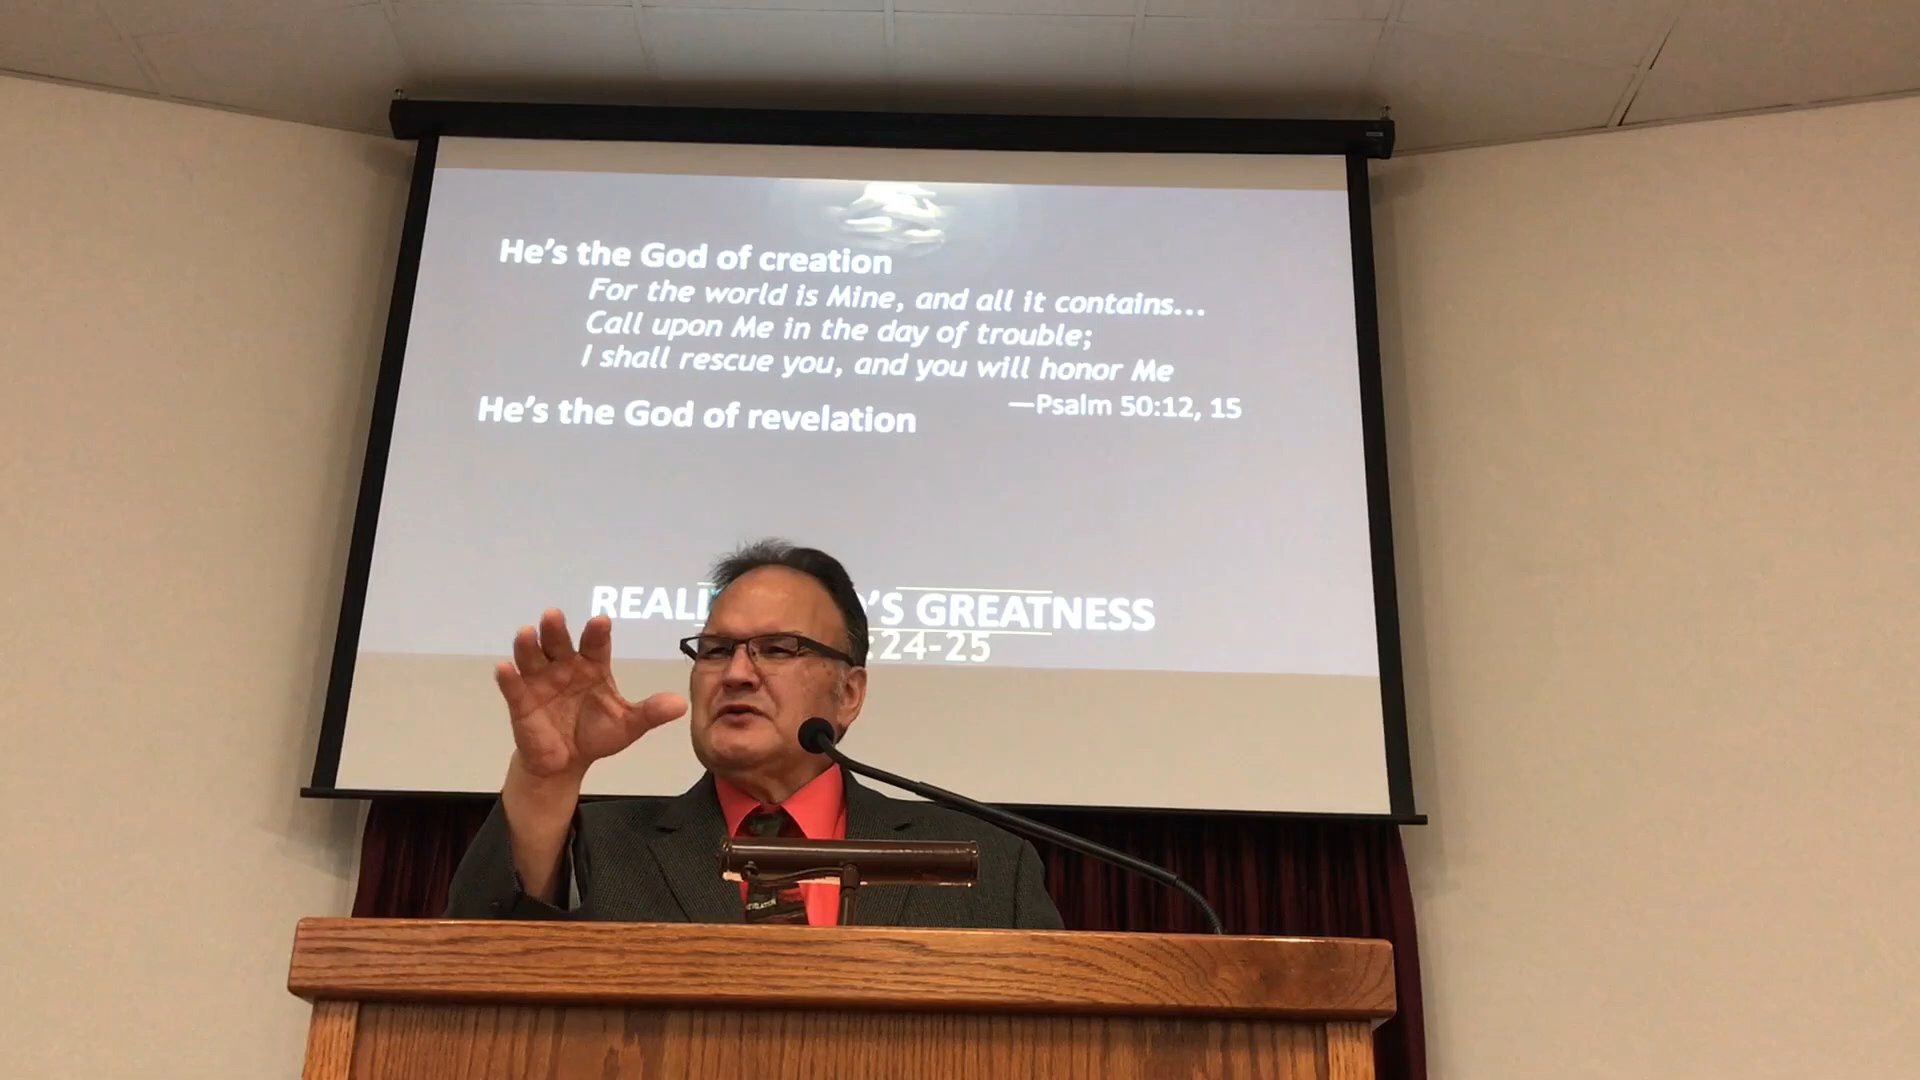 He's the God of creation
For the world is Mine, and all it contains...
Call upon Me in the day of trouble;
I shall rescue you, and you will honor Me
—Psalm 50:12, 15
He's the God of revelation
'S GREATNESS
:24-25